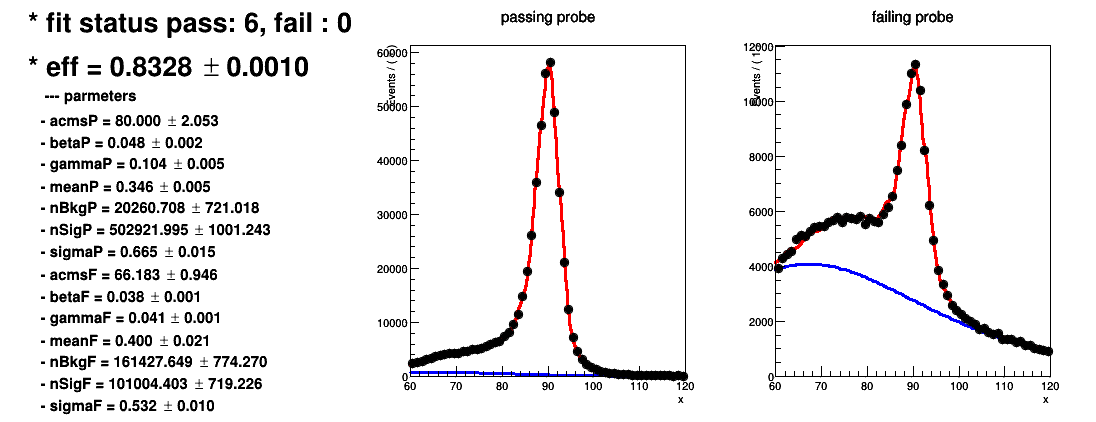 * fit status pass: 6, fail : 0
* eff = 0.8328 ± 0.0010
--- parmeters
- acmsP = 80.000 ± 2.053
- betaP = 0.048 ± 0.002
- gammaP = 0.104 ± 0.005
- meanP = 0.346 ± 0.005
- nBkgP = 20260.708 ± 721.018
- nSigP = 502921.995 ± 1001.243
- sigmaP = 0.665 ± 0.015
- acmsF = 66.183 ± 0.946
- betaF = 0.038 ± 0.001
- gammaF = 0.041 ± 0.001
- meanF = 0.400 ± 0.021
- nBkgF = 161427.649 ± 774.270
- nSigF = 101004.403 ± 719.226
- sigmaF = 0.532 ± 0.010
passing probe
Events / (
60000
50000
40000
30000
20000
10000
0
60 70 80 90 100 110 120
x
failing probe
Events / ( 1
12000
10000
8000
6000
4000
2000
0
60 70 80 90 100 110 120
x